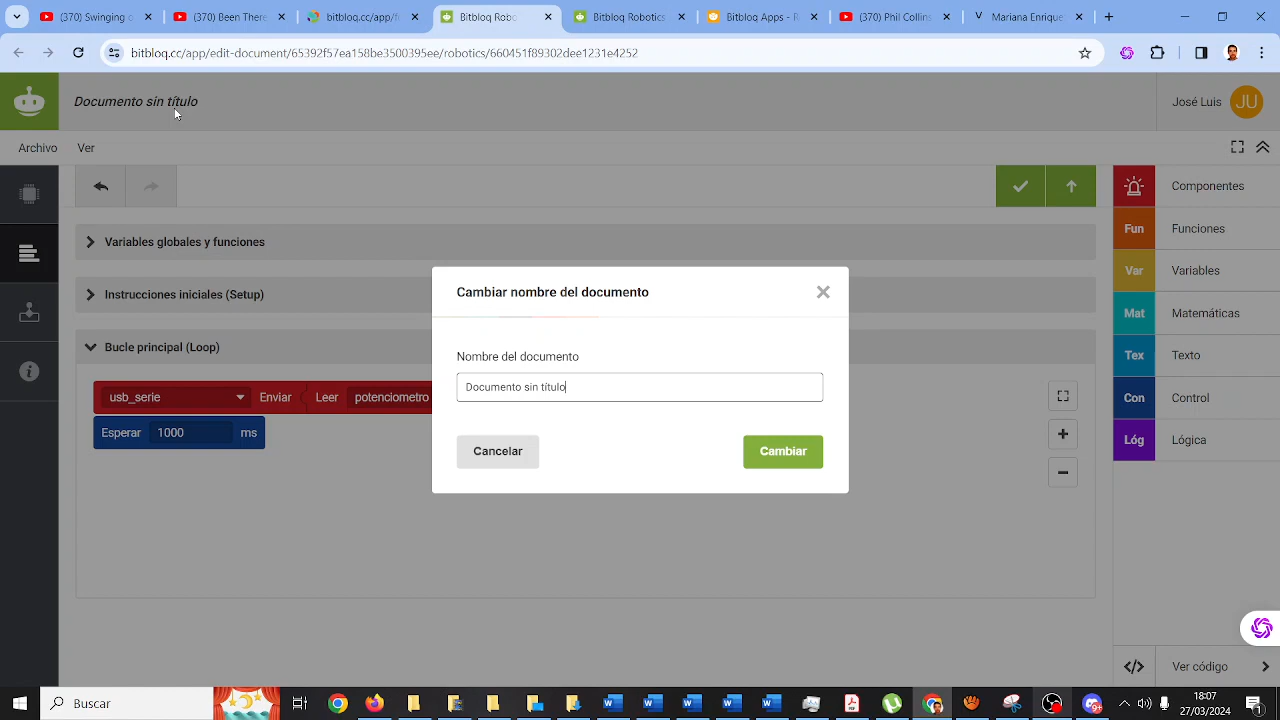 (370) Swinging o
(370) Been There
bitbloq.cc/app/r
Bitbloq Robo
Bitbloq Robotics
Bitbloq Apps - R
(370) Phil Collins
Mariana Enrique
bitbloq.cc/app/edit-document/65392f57ea158be3500395ee/robotics/660451f89302dee1231e4252
Documento sin título
José Luis JU
Archivo Ver
Variables globales y funciones
Instrucciones iniciales (Setup)
Bucle principal (Loop)
usb_serie Enviar Leer potenciometro
Esperar 1000 ms
Cambiar nombre del documento
Nombre del documento
Documento sin título
Cancelar Cambiar
Componentes
Fun Funciones
Var Variables
Mat Matemáticas
Tex Texto
Con Control
Lóg Lógica
Ver código
Buscar
18:07
27/03/2024